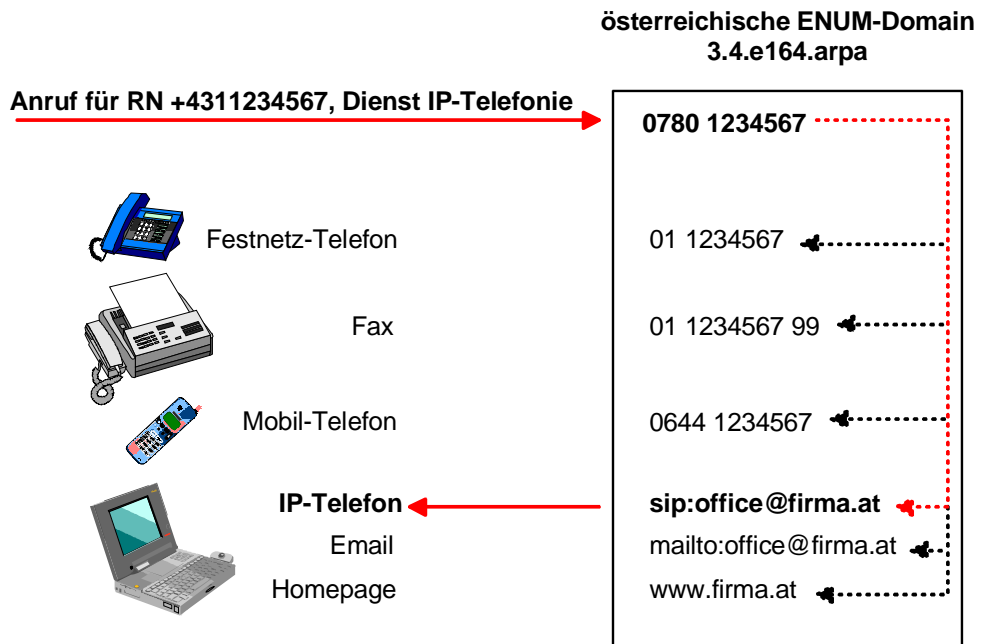 österreichische ENUM-Domain
3.4.e164.arpa
Anruf für RN +4311234567, Dienst IP-Telefonie
0780 1234567
Festnetz-Telefon 01 1234567
Fax 01 1234567 99
Mobil-Telefon 0644 1234567
IP-Telefon sip:office@firma.at
Email mailto:office@firma.at
Homepage www.firma.at